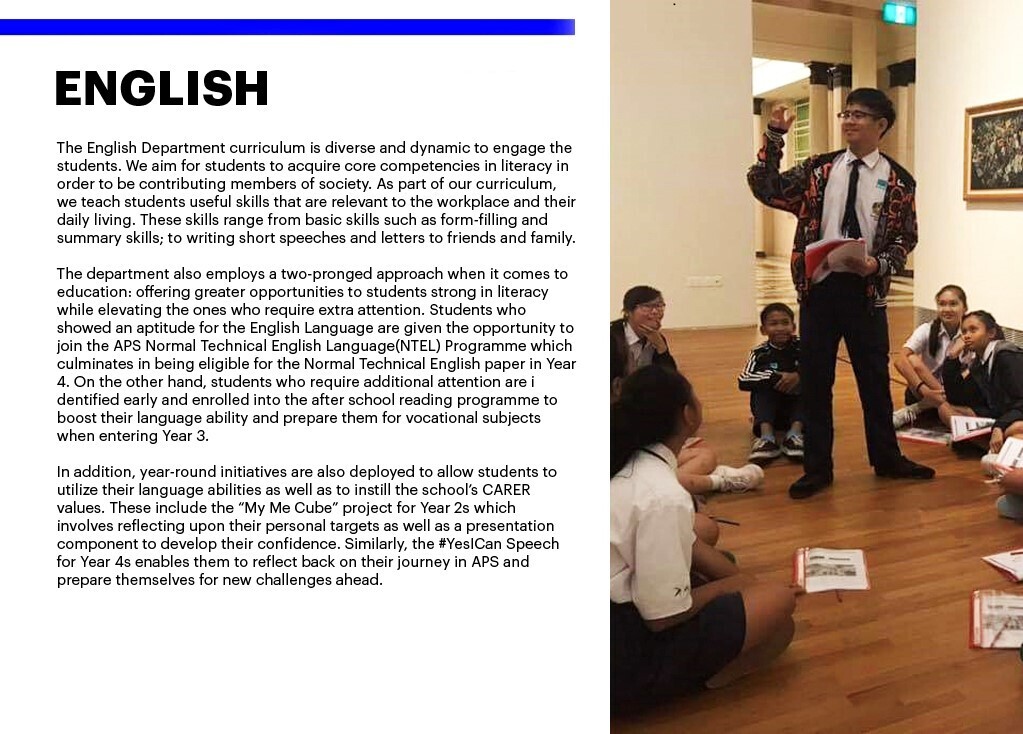 ENGLISH
The English Department curriculum is diverse and dynamic to engage the
students. We aim for students to acquire core competencies in literacy in
order to be contributing members of society. As part of our curriculum,
we teach students useful skills that are relevant to the workplace and their
daily living. These skills range from basic skills such as form-filling and
summary skills; to writing short speeches and letters to friends and family.
The department also employs a two-pronged approach when it comes to
education: offering greater opportunities to students strong in literacy
while elevating the ones who require extra attention. Students who
showed an aptitude for the English Language are given the opportunity to
join the APS Normal Technical English Language(NTEL) Programme which
culminates in being eligible for the Normal Technical English paper in Year
4. On the other hand, students who require additional attention are i
dentified early and enrolled into the after school reading programme to
boost their language ability and prepare them for vocational subjects
when entering Year 3.
In addition, year-round initiatives are also deployed to allow students to
utilize their language abilities as well as to instill the school's CARER
values. These include the “My Me Cube” project for Year 2s which
involves reflecting upon their personal targets as well as a presentation
component to develop their confidence. Similarly, the #YesICan Speech
for Year 4s enables them to reflect back on their journey in APS and
prepare themselves for new challenges ahead.